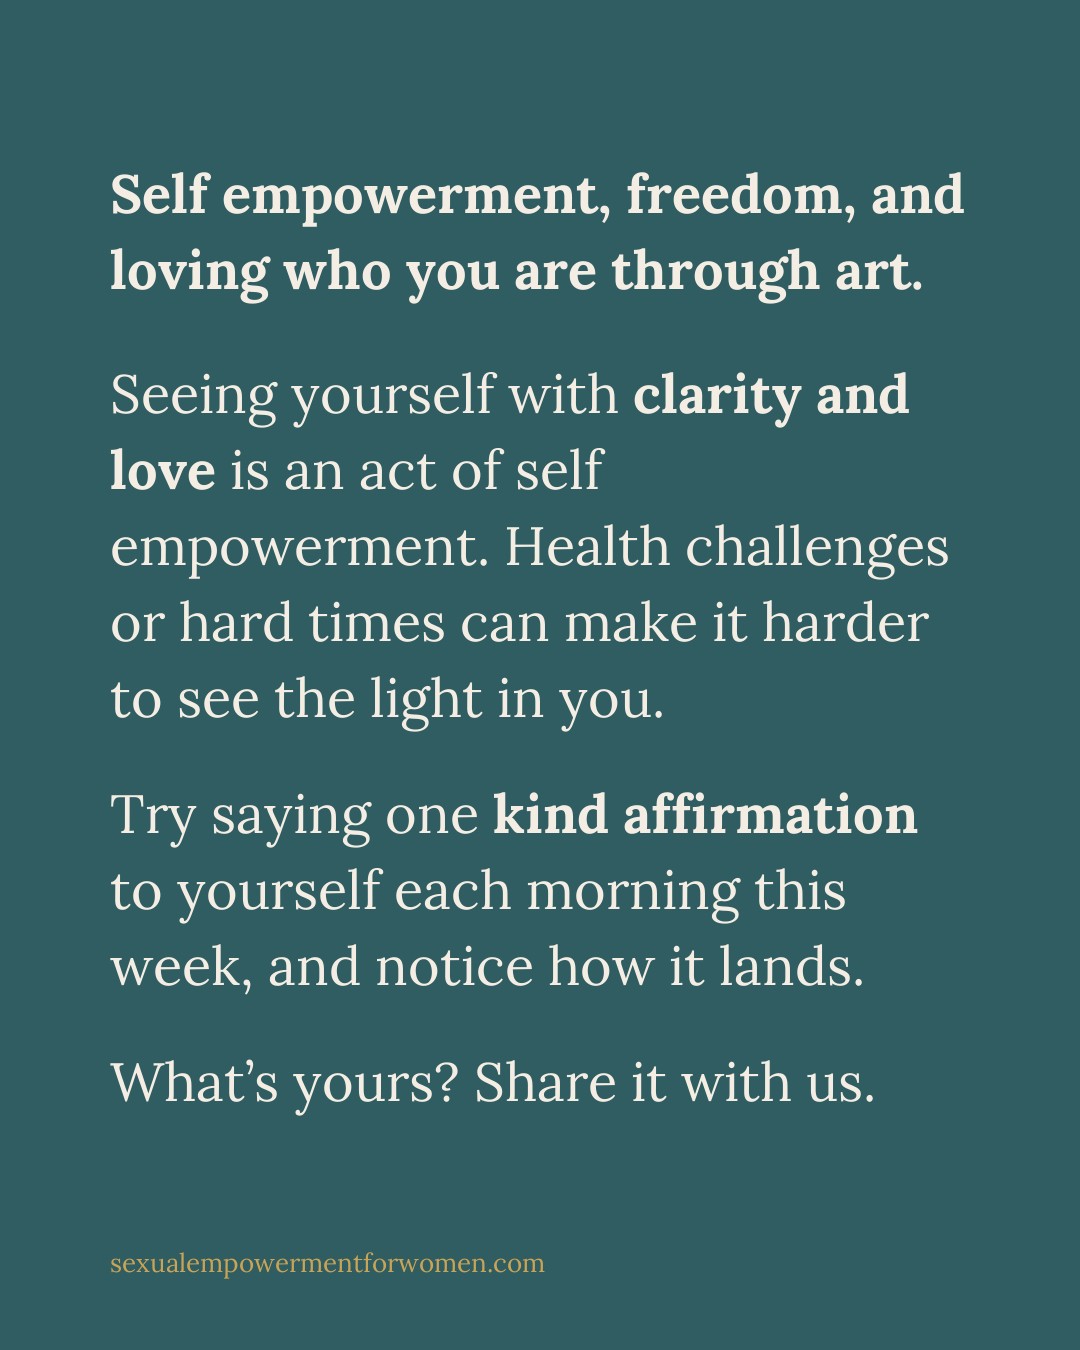 Self empowerment, freedom, and
loving who you are through art.
Seeing yourself with clarity and
love is an act of self
empowerment. Health challenges
or hard times can make it harder
to see the light in you.
Try saying one kind affirmation
to yourself each morning this
week, and notice how it lands.
What’s yours? Share it with us.
sexualempowermentforwomen.com